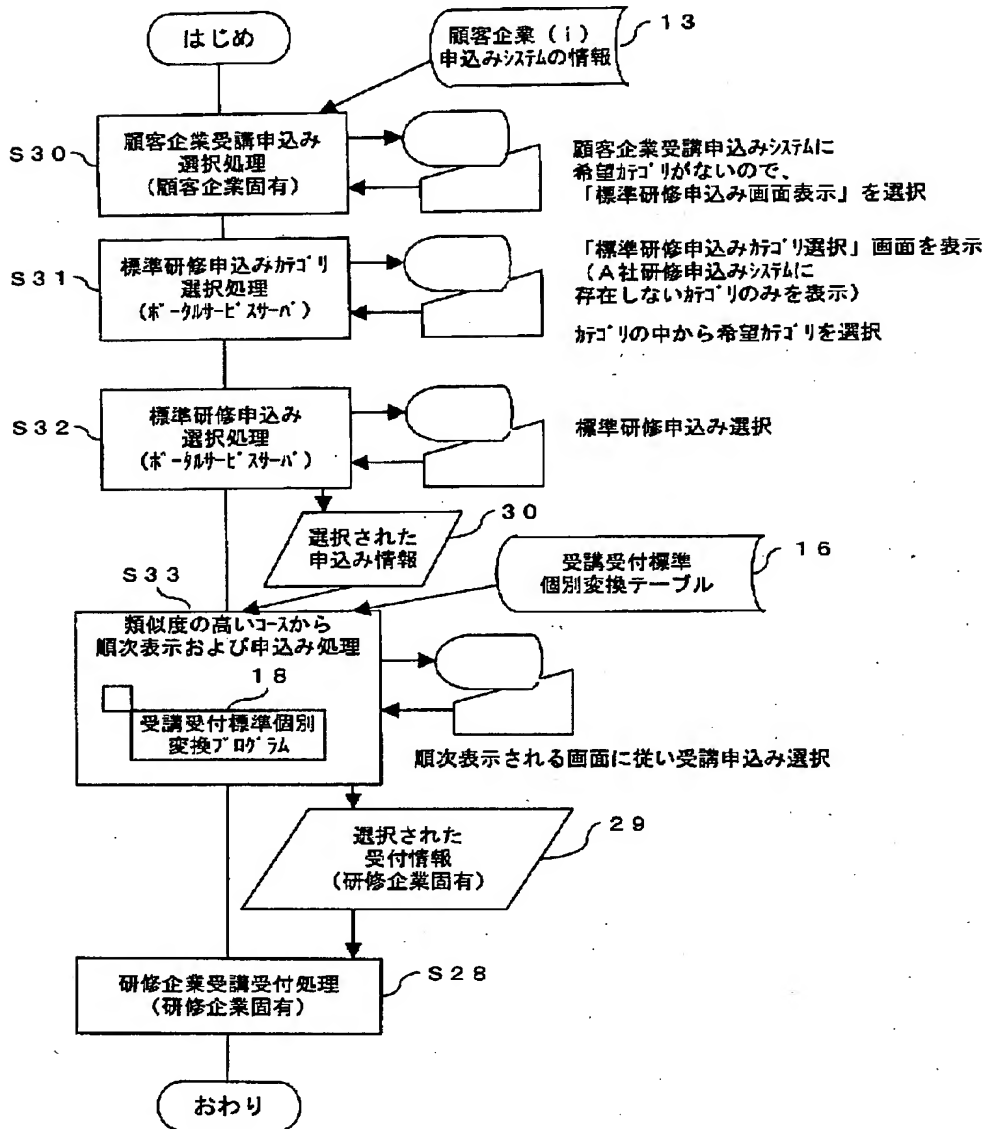 はじめ
顧客企業（i）
申込みｼｽﾃﾑの情報
１３
S３０
顧客企業受講申込み
選択処理
（顧客企業固有）
顧客企業受講申込みｼｽﾃﾑに
希望ｶﾃｺﾞﾘがないので、
「標準研修申込み画面表示」を選択
S３１
標準研修申込みｶﾃｺﾞﾘ
選択処理
（ﾎﾟｰﾀﾙｻｰﾋﾞｽｻｰﾊﾞ）
「標準研修申込みｶﾃｺﾞﾘ選択」画面を表示
（A社研修申込みｼｽﾃﾑに
存在しないｶﾃｺﾞﾘのみを表示）
ｶﾃｺﾞﾘの中から希望ｶﾃｺﾞﾘを選択
S３２
標準研修申込み
選択処理
（ﾎﾟｰﾀﾙｻｰﾋﾞｽｻｰﾊﾞ）
標準研修申込み選択
選択された
申込み情報
３０
受講受付標準
個別変換テーブル
１６
S３３
類似度の高いｺｰｽから
順次表示および申込み処理
１８
受講受付標準個別
変換ﾌﾟﾛｸﾞﾗﾑ
順次表示される画面に従い受講申込み選択
選択された
受付情報
（研修企業固有）
２９
研修企業受講受付処理
（研修企業固有）
S２８
おわり